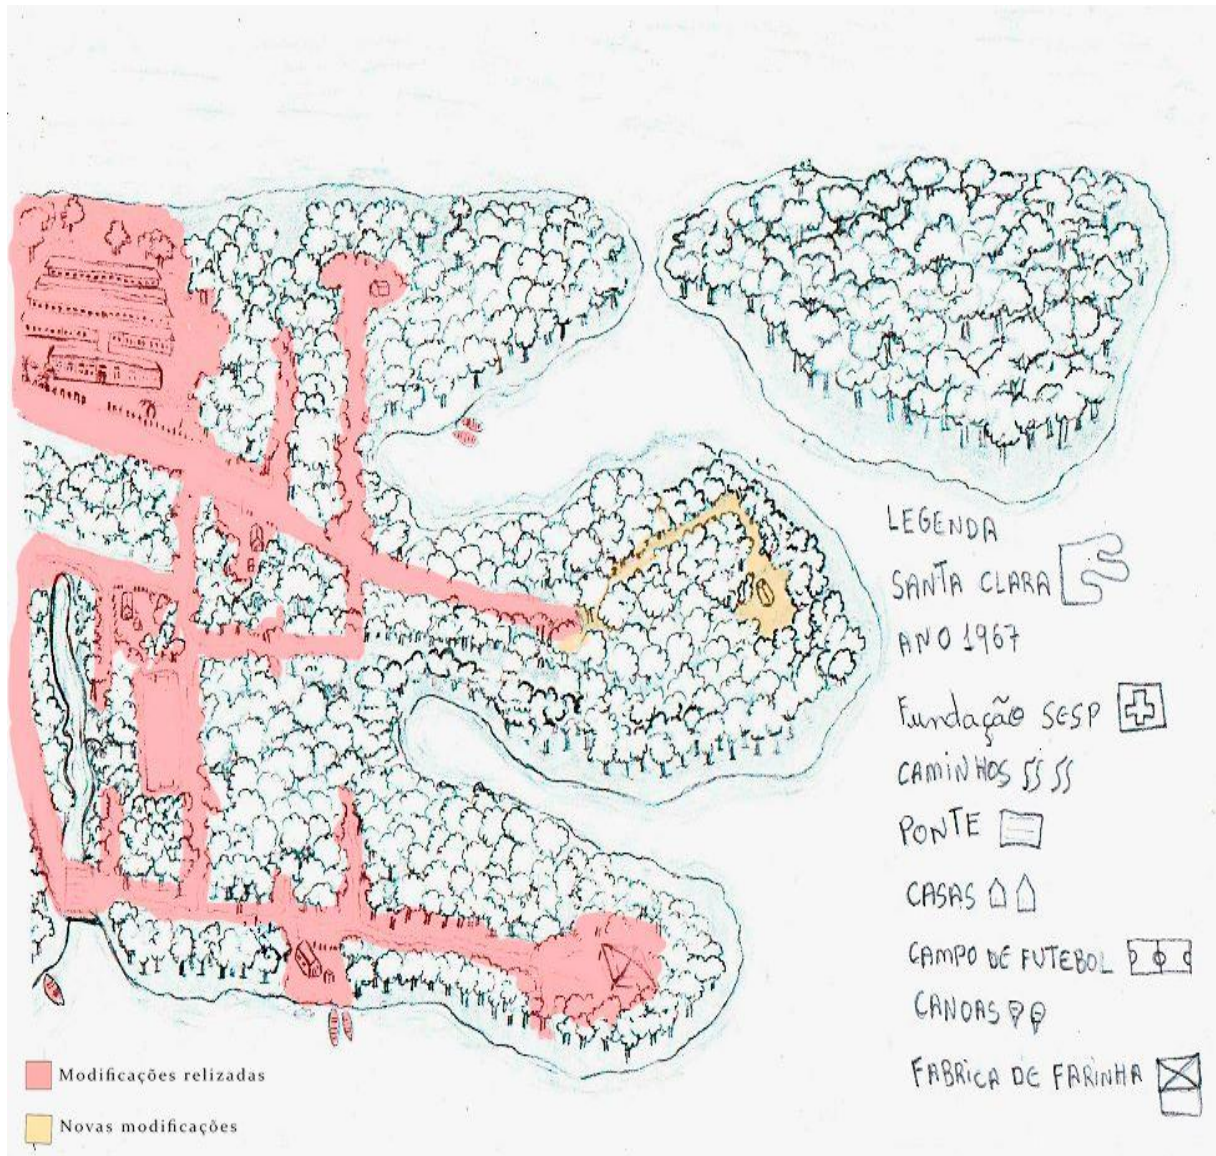 LEGENDA
SANTA CLARA
ANO 1967
Fundação SESP
CAMINHOS
PONTE
CASAS
CAMPO DE FUTEBOL
CANOAS
FABRICA DE FARINHA
Modificações relizadas
Novas modificações